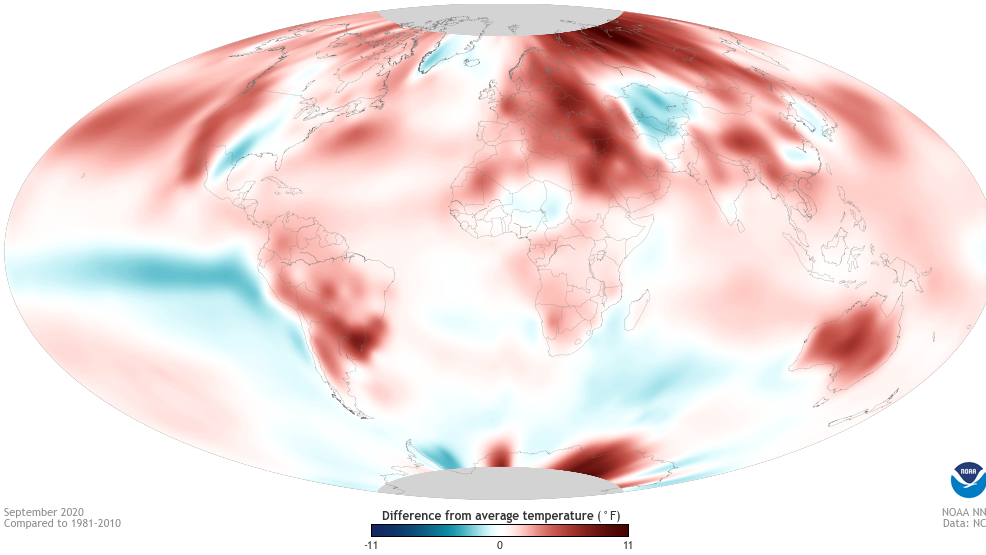 NOAA
September 2020
Compared to 1981-2010
Difference from average temperature (°F)
-11 0 11
NOAA NN
Data: NC